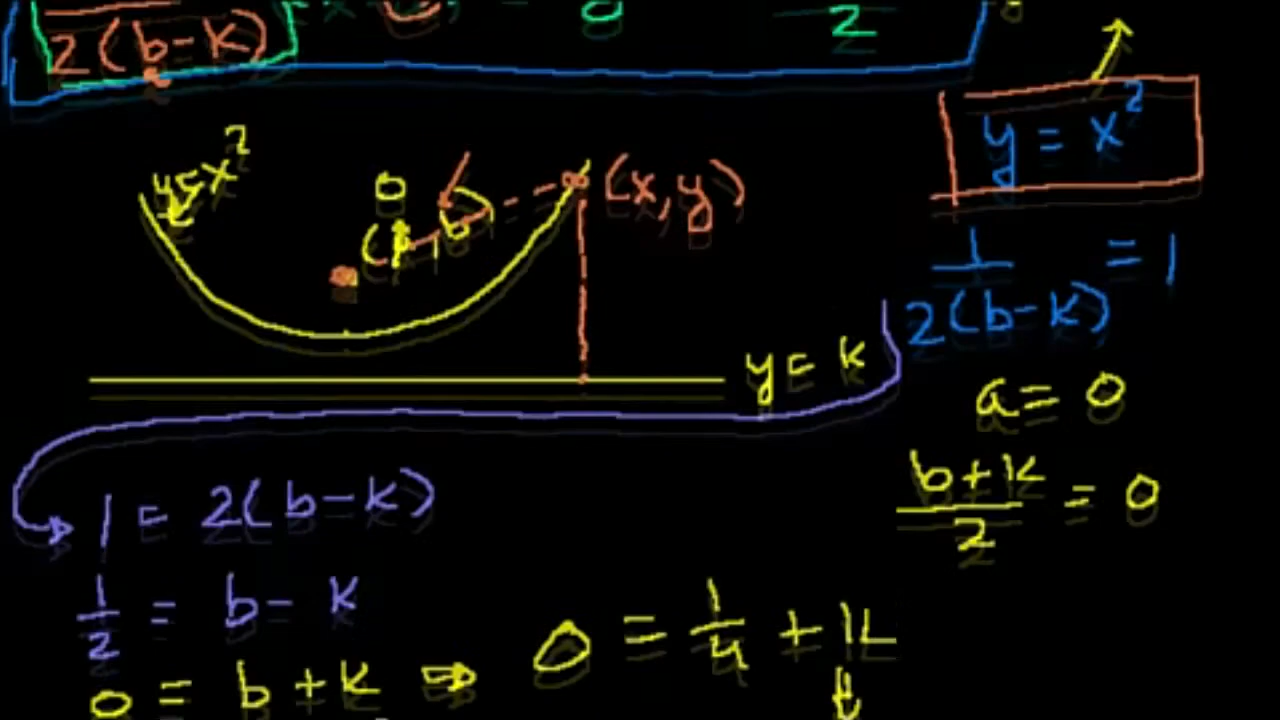 2(b-k)
2
y = x²
y = x²
0
(a, b)
(x, y)
1
2(b-k)
= 1
y = k
a = 0
b+k
2
= 0
1 = 2(b-k)
1/2 = b - k
0 = 1/4 + k
0 = b + k ⇒